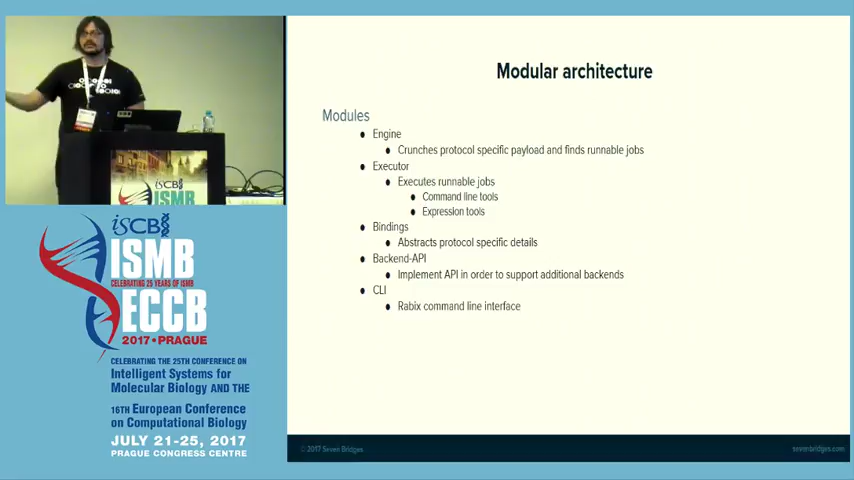 Modular architecture
Modules
Engine
Crunches protocol specific payload and finds runnable jobs
Executor
Executes runnable jobs
Command line tools
Expression tools
Bindings
Abstracts protocol specific details
Backend-API
Implement API in order to support additional backends
CLI
Rabix command line interface
© 2017 Seven Bridges
sevenbridges.com
iSCB
ISMB
iSCB
ISMB
CELEBRATING 25 YEARS OF ISMB
ECCB
2017 • PRAGUE
CELEBRATING THE 25TH CONFERENCE ON
Intelligent Systems for
Molecular Biology AND THE
16TH European Conference
on Computational Biology
JULY 21-25, 2017
PRAGUE CONGRESS CENTRE